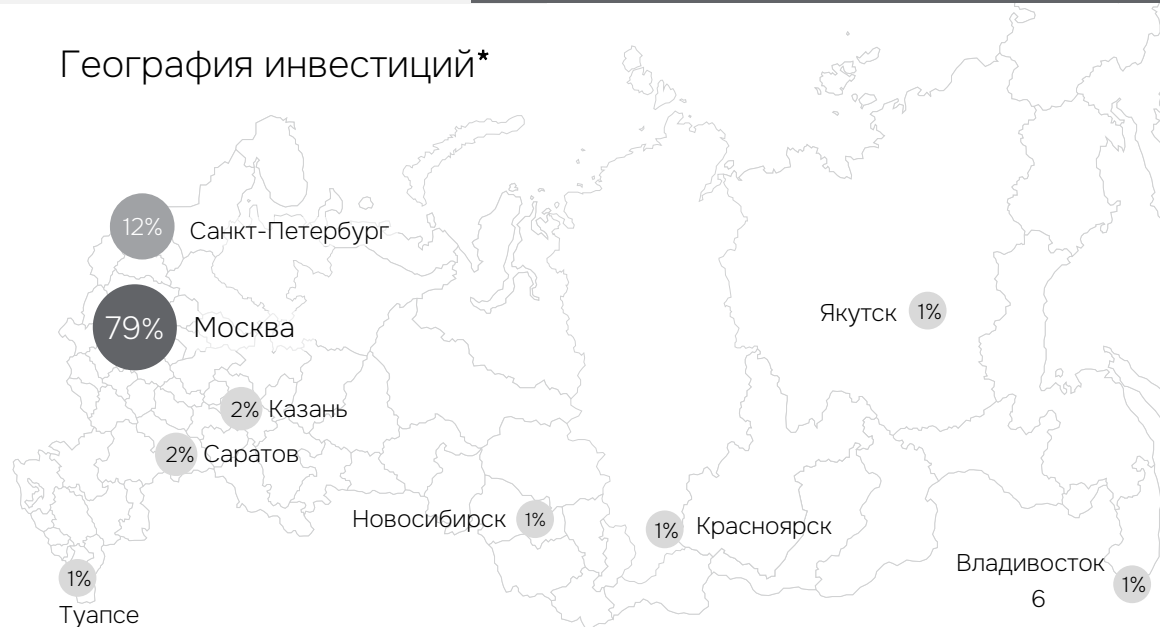 География инвестиций*
12% Санкт-Петербург
79% Москва
Якутск 1%
2% Казань
2% Саратов
Новосибирск 1%
1% Красноярск
Владивосток 1%
1%
Туапсе
6